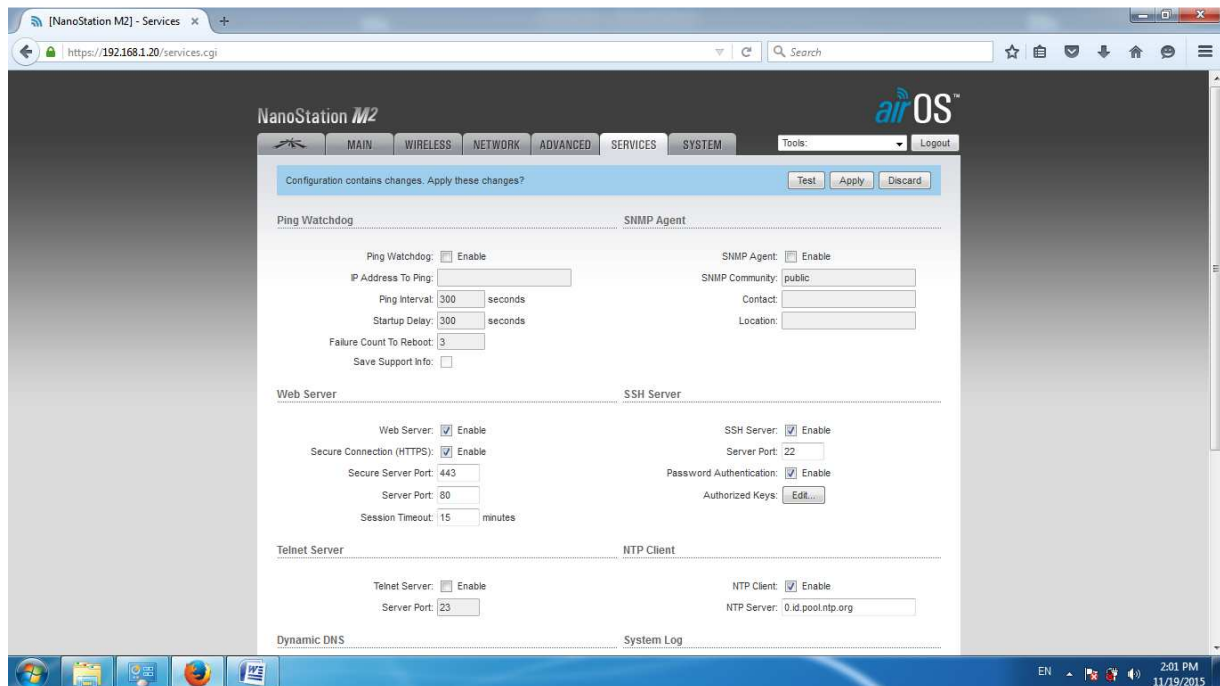 [NanoStation M2] - Services
https://192.168.1.20/services.cgi
Search
NanoStation M2
airOS™
MAIN WIRELESS NETWORK ADVANCED SERVICES SYSTEM Tools: Logout
Configuration contains changes. Apply these changes? Test Apply Discard
Ping Watchdog
Ping Watchdog: Enable
IP Address To Ping:
Ping Interval: 300 seconds
Startup Delay: 300 seconds
Failure Count To Reboot: 3
Save Support Info:
SNMP Agent
SNMP Agent: Enable
SNMP Community: public
Contact:
Location:
Web Server
Web Server: Enable
Secure Connection (HTTPS): Enable
Secure Server Port: 443
Server Port: 80
Session Timeout: 15 minutes
SSH Server
SSH Server: Enable
Server Port: 22
Password Authentication: Enable
Authorized Keys: Edit...
Telnet Server
Telnet Server: Enable
Server Port: 23
NTP Client
NTP Client: Enable
NTP Server: 0.id.pool.ntp.org
Dynamic DNS
System Log
EN
2:01 PM
11/19/2015